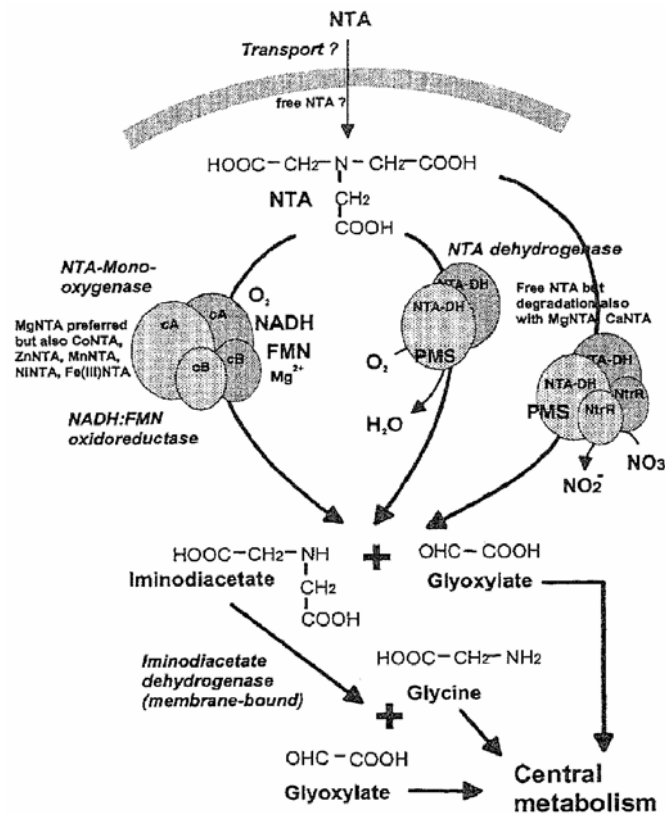 NTA
Transport ?
free NTA ?
HOOC－CH₂－N－CH₂－COOH
NTA
CH₂
COOH
NTA-Mono-
oxygenase
O₂
NADH
FMN
Mg²⁺
cA
cA
cB
cB
MgNTA preferred
but also CoNTA,
ZnNTA, MnNTA,
NiNTA, Fe(III)NTA
NADH:FMN
oxidoreductase
NTA dehydrogenase
NTA-DH
NTA-DH
PMS
O₂
H₂O
Free NTA but
degradation also
with MgNTA, CaNTA
TA-DH
NTA-DH
NtrR
NtrR
PMS
NO₂⁻
NO₃
HOOC－CH₂－NH
CH₂
COOH
Iminodiacetate
+
OHC－COOH
Glyoxylate
Iminodiacetate
dehydrogenase
(membrane-bound)
HOOC－CH₂－NH₂
Glycine
+
OHC－COOH
Glyoxylate
Central
metabolism